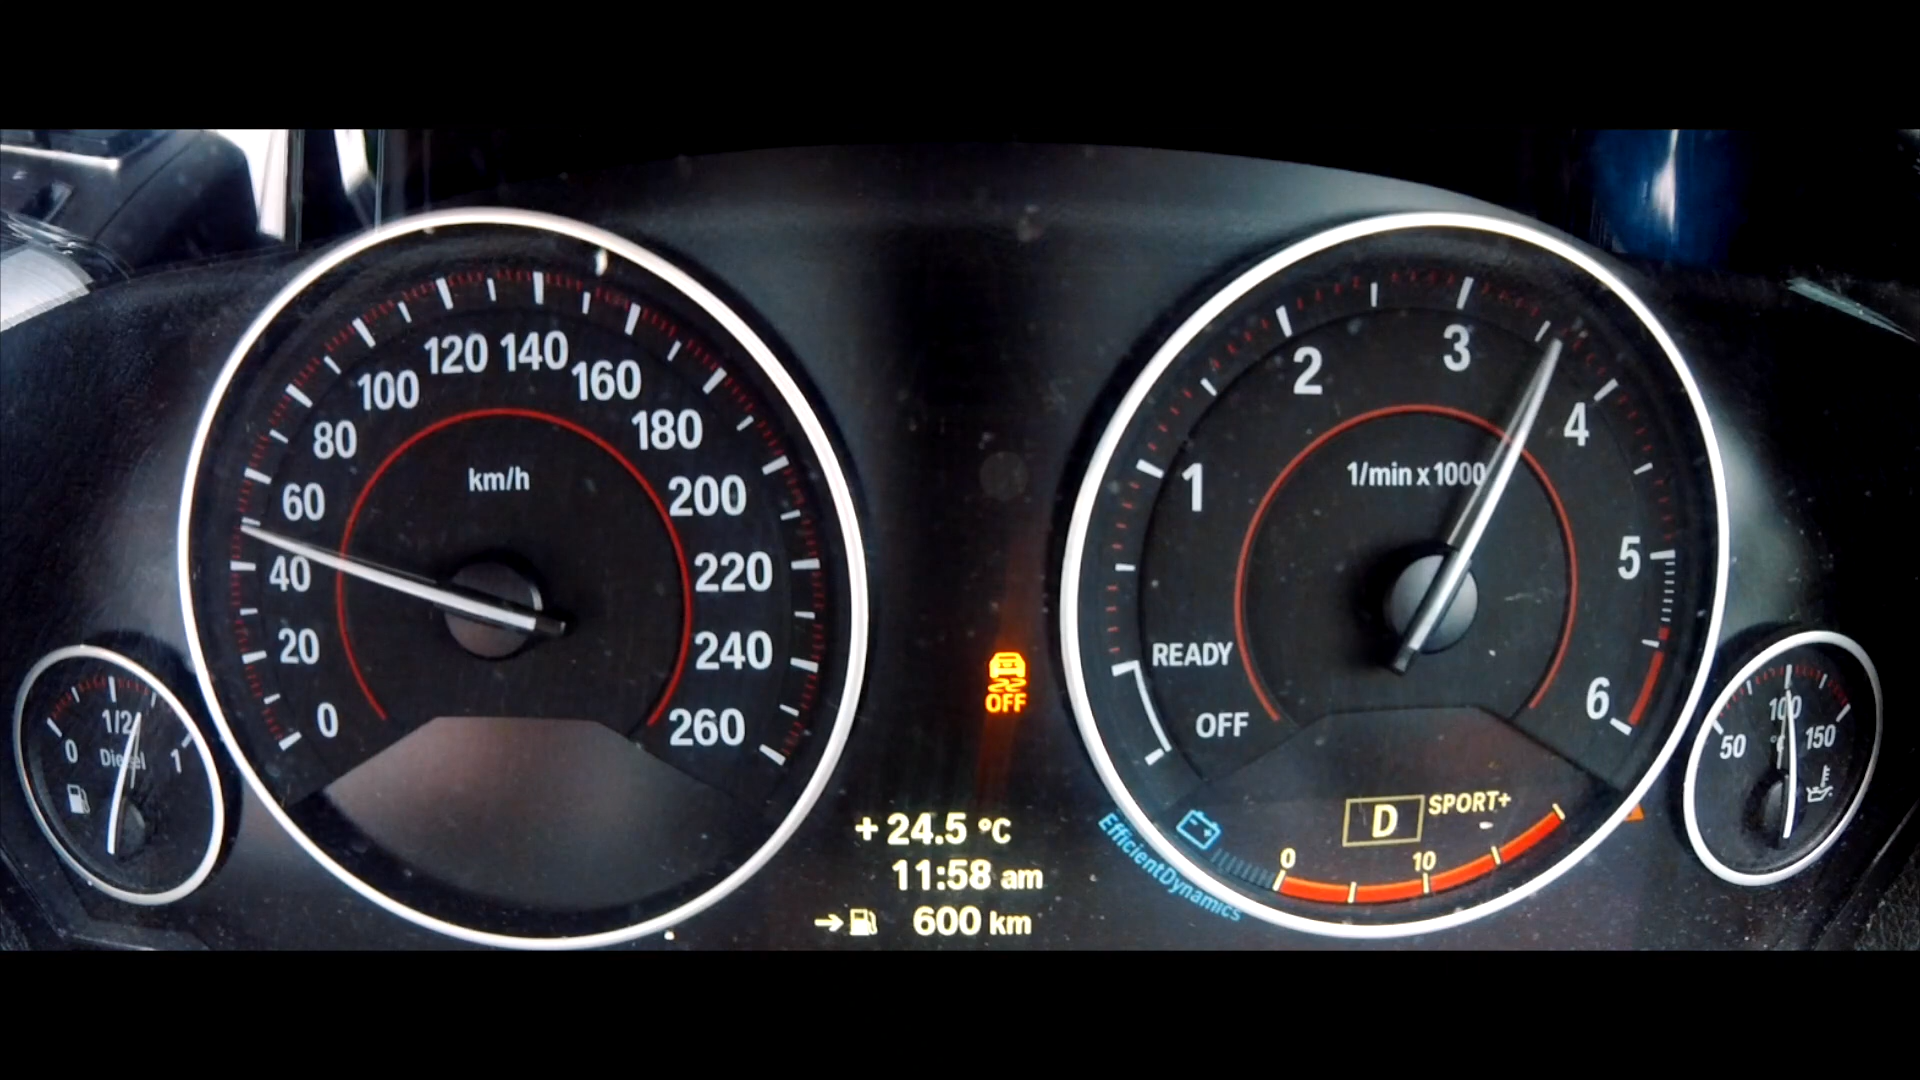 km/h
0
20
40
60
80
100
120
140
160
180
200
220
240
260
0
1/2
1
Diesel
OFF
+ 24.5 °C
11:58 am
→ 600 km
1/min x 1000
1
2
3
4
5
6
READY
OFF
D SPORT+
0
10
EfficientDynamics
50
100
150
°C